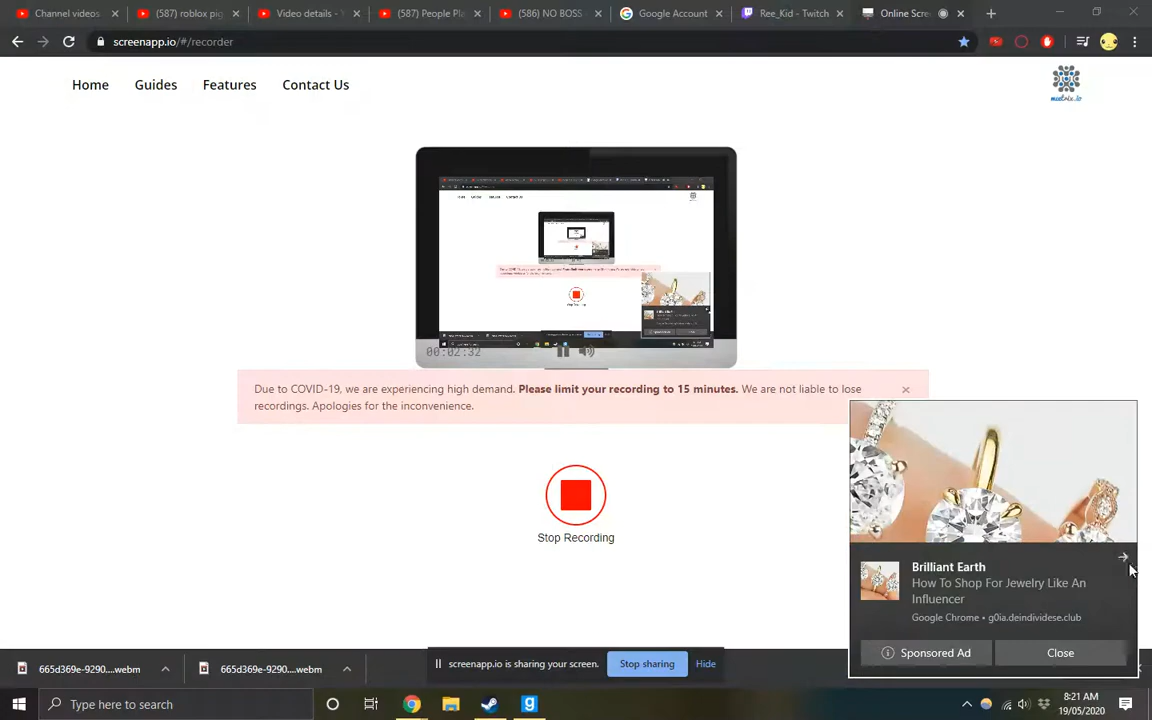 Channel videos
(587) roblox pig
Video details -
(587) People Pl
(586) NO BOSS
Google Account
Ree_Kid - Twitch
Online Scre
screenapp.io/#/recorder
Home
Guides
Features
Contact Us
meetrix.io
00:02:32
Due to COVID-19, we are experiencing high demand. Please limit your recording to 15 minutes. We are not liable to lose
recordings. Apologies for the inconvenience.
Stop Recording
Brilliant Earth
How To Shop For Jewelry Like An
Influencer
Google Chrome • g0ia.deindividese.club
Sponsored Ad
Close
665d369e-9290....webm
665d369e-9290....webm
screenapp.io is sharing your screen.
Stop sharing
Hide
Type here to search
8:21 AM
19/05/2020